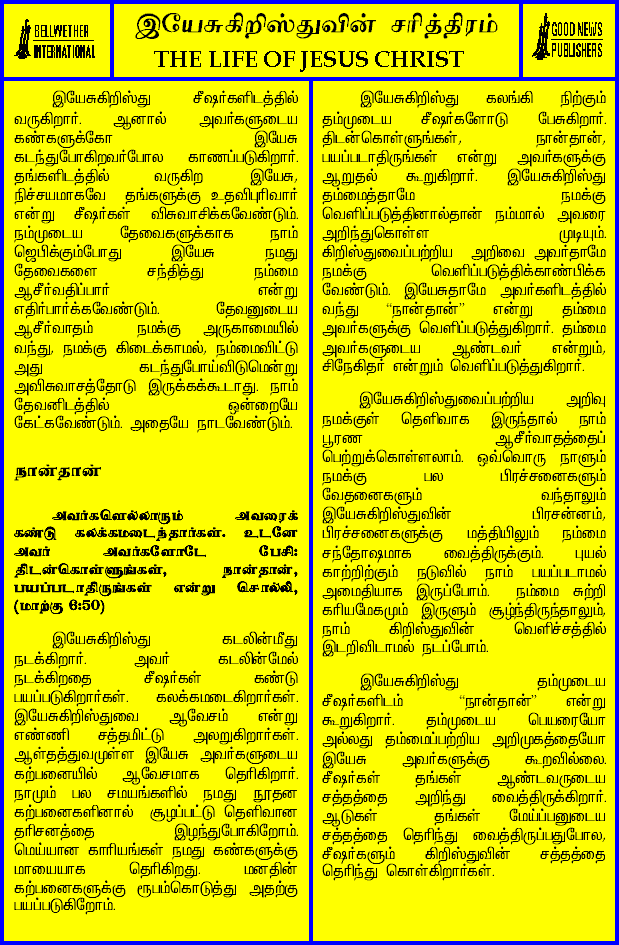 BELLWETHER
INTERNATIONAL
இயேசுகிறிஸ்துவின் சரித்திரம்
THE LIFE OF JESUS CHRIST
GOOD NEWS
PUBLISHERS
இயேசுகிறிஸ்து சீஷர்களிடத்தில்
வருகிறார். ஆனால் அவர்களுடைய
கண்களுக்கோ இயேசு
கடந்துபோகிறவர்போல காணப்படுகிறார்.
தங்களிடத்தில் வருகிற இயேசு,
நிச்சயமாகவே தங்களுக்கு உதவிபுரிவார்
என்று சீஷர்கள் விசுவாசிக்கவேண்டும்.
நம்முடைய தேவைகளுக்காக நாம்
ஜெபிக்கும்போது இயேசு நமது
தேவைகளை சந்தித்து நம்மை
ஆசீர்வதிப்பார் என்று
எதிர்பார்க்கவேண்டும். தேவனுடைய
ஆசீர்வாதம் நமக்கு அருகாமையில்
வந்து, நமக்கு கிடைக்காமல், நம்மைவிட்டு
அது கடந்துபோய்விடுமென்று
அவிசுவாசத்தோடு இருக்கக்கூடாது. நாம்
தேவனிடத்தில் ஒன்றையே
கேட்கவேண்டும். அதையே நாடவேண்டும்.
நான்தான்
அவர்களெல்லாரும் அவரைக்
கண்டு கலக்கமடைந்தார்கள். உடனே
அவர் அவர்களோடே பேசி:
திடன்கொள்ளுங்கள், நான்தான்,
பயப்படாதிருங்கள் என்று சொல்லி,
(மாற்கு 6:50)
இயேசுகிறிஸ்து கடலின்மீது
நடக்கிறார். அவர் கடலின்மேல்
நடக்கிறதை சீஷர்கள் கண்டு
பயப்படுகிறார்கள். கலக்கமடைகிறார்கள்.
இயேசுகிறிஸ்துவை ஆவேசம் என்று
எண்ணி சத்தமிட்டு அலறுகிறார்கள்.
ஆள்தத்துவமுள்ள இயேசு அவர்களுடைய
கற்பனையில் ஆவேசமாக தெரிகிறார்.
நாமும் பல சமயங்களில் நமது நூதன
கற்பனைகளினால் சூழப்பட்டு தெளிவான
தரிசனத்தை இழந்துபோகிறோம்.
மெய்யான காரியங்கள் நமது கண்களுக்கு
மாயையாக தெரிகிறது. மனதின்
கற்பனைகளுக்கு ரூபம்கொடுத்து அதற்கு
பயப்படுகிறோம்.
இயேசுகிறிஸ்து கலங்கி நிற்கும்
தம்முடைய சீஷர்களோடு பேசுகிறார்.
திடன்கொள்ளுங்கள், நான்தான்,
பயப்படாதிருங்கள் என்று அவர்களுக்கு
ஆறுதல் கூறுகிறார். இயேசுகிறிஸ்து
தம்மைத்தாமே நமக்கு
வெளிப்படுத்தினால்தான் நம்மால் அவரை
அறிந்துகொள்ள முடியும்.
கிறிஸ்துவைப்பற்றிய அறிவை அவர்தாமே
நமக்கு வெளிப்படுத்திக்காண்பிக்க
வேண்டும். இயேசுதாமே அவர்களிடத்தில்
வந்து “நான்தான்” என்று தம்மை
அவர்களுக்கு வெளிப்படுத்துகிறார். தம்மை
அவர்களுடைய ஆண்டவர் என்றும்,
சிநேகிதர் என்றும் வெளிப்படுத்துகிறார்.
இயேசுகிறிஸ்துவைப்பற்றிய அறிவு
நமக்குள் தெளிவாக இருந்தால் நாம்
பூரண ஆசீர்வாதத்தைப்
பெற்றுக்கொள்ளலாம். ஒவ்வொரு நாளும்
நமக்கு பல பிரச்சனைகளும்
வேதனைகளும் வந்தாலும்
இயேசுகிறிஸ்துவின் பிரசன்னம்,
பிரச்சனைகளுக்கு மத்தியிலும் நம்மை
சந்தோஷமாக வைத்திருக்கும். புயல்
காற்றிற்கும் நடுவில் நாம் பயப்படாமல்
அமைதியாக இருப்போம். நம்மை சுற்றி
கரியமேகமும் இருளும் சூழ்ந்திருந்தாலும்,
நாம் கிறிஸ்துவின் வெளிச்சத்தில்
இடறிவிடாமல் நடப்போம்.
இயேசுகிறிஸ்து தம்முடைய
சீஷர்களிடம் “நான்தான்” என்று
கூறுகிறார். தம்முடைய பெயரையோ
அல்லது தம்மைப்பற்றிய அறிமுகத்தையோ
இயேசு அவர்களுக்கு கூறவில்லை.
சீஷர்கள் தங்கள் ஆண்டவருடைய
சத்தத்தை அறிந்து வைத்திருக்கிறார்.
ஆடுகள் தங்கள் மேய்ப்பனுடைய
சத்தத்தை தெரிந்து வைத்திருப்பதுபோல,
சீஷர்களும் கிறிஸ்துவின் சத்தத்தை
தெரிந்து கொள்கிறார்கள்.